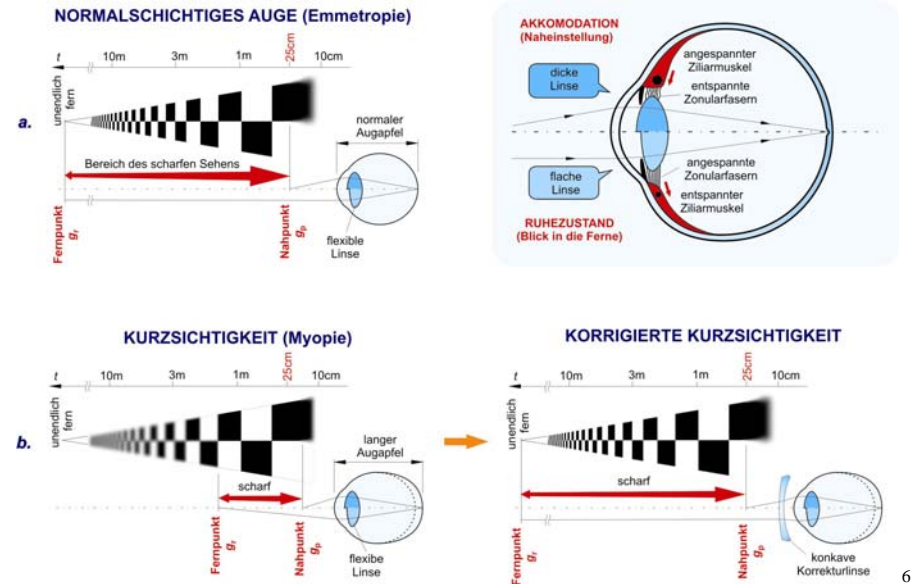 NORMALSCHICHTIGES AUGE (Emmetropie)
t
10m
3m
1m
25cm
10cm
unendlich
fern
a.
normaler
Augapfel
Bereich des scharfen Sehens
Fernpunkt
gr
Nahpunkt
gp
flexible
Linse
AKKOMODATION
(Naheinstellung)
angespannter
Ziliarmuskel
dicke
Linse
entspannte
Zonularfasern
flache
Linse
angespannte
Zonularfasern
entspannter
Ziliarmuskel
RUHEZUSTAND
(Blick in die Ferne)
KURZSICHTIGKEIT (Myopie)
t
10m
3m
1m
25cm
10cm
unendlich
fern
b.
langer
Augapfel
scharf
Fernpunkt
gr
Nahpunkt
gp
flexibe
Linse
KORRIGIERTE KURZSICHTIGKEIT
t
10m
3m
1m
25cm
10cm
unendlich
fern
scharf
Fernpunkt
gr
Nahpunkt
gp
konkave
Korrekturlinse
6